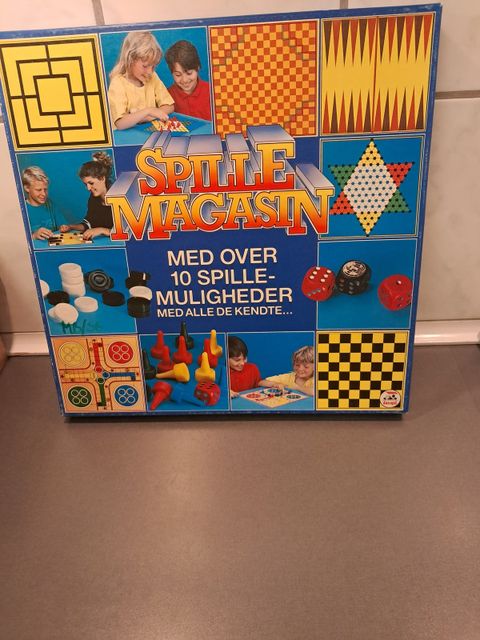 SPILLE
MAGASIN
MED OVER
10 SPILLE-
MULIGHEDER
MED ALLE DE KENDTE...